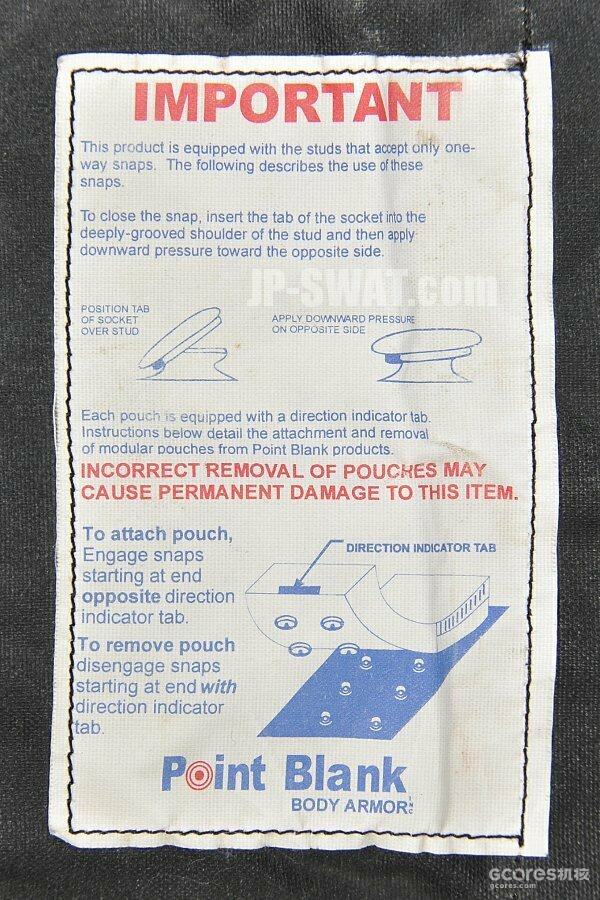 IMPORTANT
This product is equipped with the studs that accept only one-
way snaps. The following describes the use of these
snaps.
To close the snap, insert the tab of the socket into the
deeply-grooved shoulder of the stud and then apply
downward pressure toward the opposite side.
JP-SWAT.com
POSITION TAB
OF SOCKET
OVER STUD
APPLY DOWNWARD PRESSURE
ON OPPOSITE SIDE
Each pouch is equipped with a direction indicator tab.
Instructions below detail the attachment and removal
of modular pouches from Point Blank products.
INCORRECT REMOVAL OF POUCHES MAY
CAUSE PERMANENT DAMAGE TO THIS ITEM.
To attach pouch,
Engage snaps
starting at end
opposite direction
indicator tab.
To remove pouch
disengage snaps
starting at end with
direction indicator
tab.
DIRECTION INDICATOR TAB
Point Blank
BODY ARMOR INC
GCORES机核
gcores.com